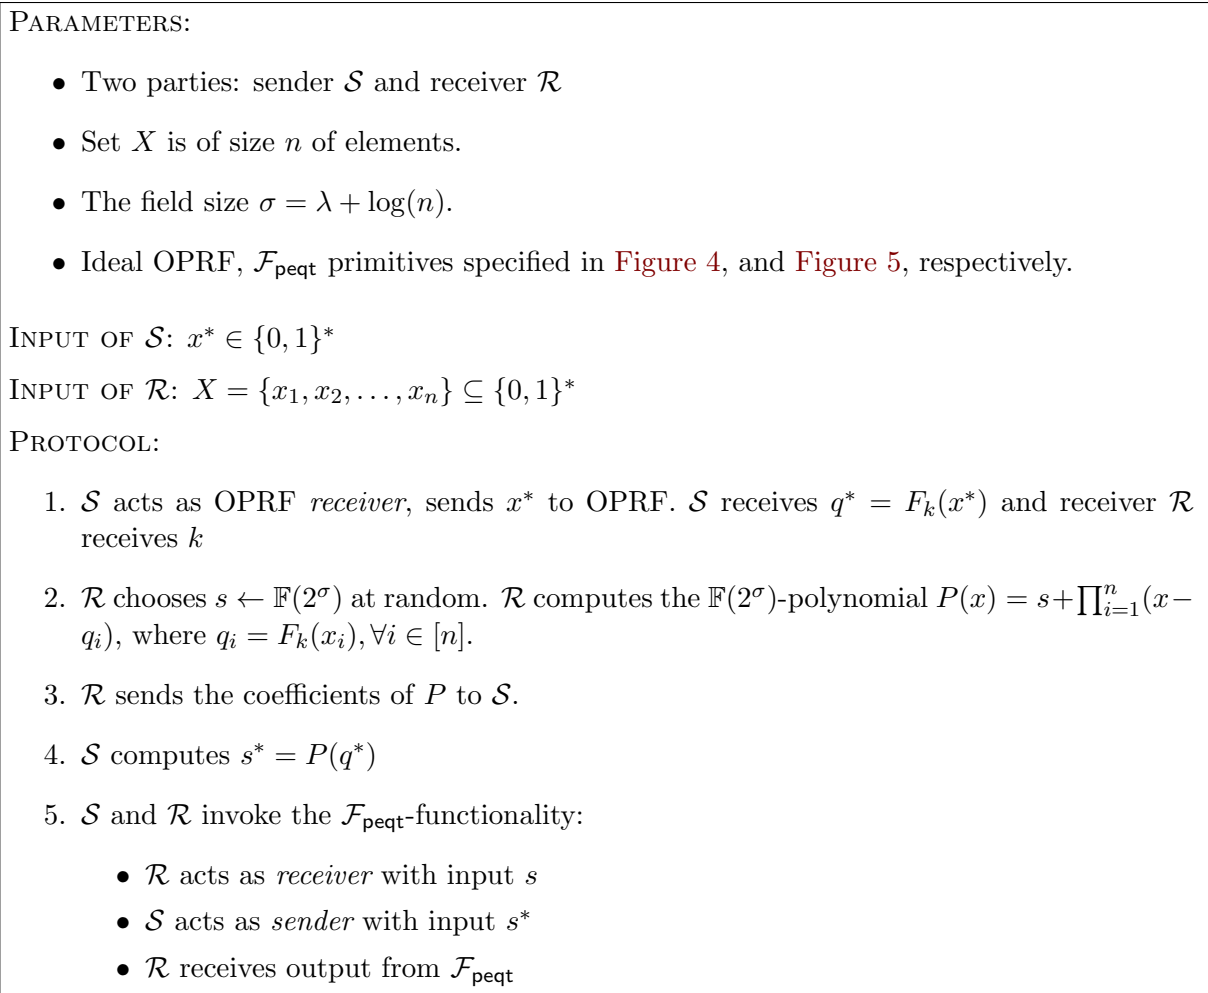 PARAMETERS:
• Two parties: sender 𝒮 and receiver ℛ
• Set X is of size n of elements.
• The field size σ = λ + log(n).
• Ideal OPRF, ℱ_peqt primitives specified in Figure 4, and Figure 5, respectively.
INPUT OF 𝒮: x* ∈ {0, 1}*
INPUT OF ℛ: X = {x₁, x₂, . . . , xₙ} ⊆ {0, 1}*
PROTOCOL:
1. 𝒮 acts as OPRF receiver, sends x* to OPRF. 𝒮 receives q* = Fₖ(x*) and receiver ℛ
receives k
2. ℛ chooses s ← 𝔽(2^σ) at random. ℛ computes the 𝔽(2^σ)-polynomial P(x) = s+∏ⁿᵢ₌₁(x−
qᵢ), where qᵢ = Fₖ(xᵢ), ∀i ∈ [n].
3. ℛ sends the coefficients of P to 𝒮.
4. 𝒮 computes s* = P(q*)
5. 𝒮 and ℛ invoke the ℱ_peqt-functionality:
• ℛ acts as receiver with input s
• 𝒮 acts as sender with input s*
• ℛ receives output from ℱ_peqt